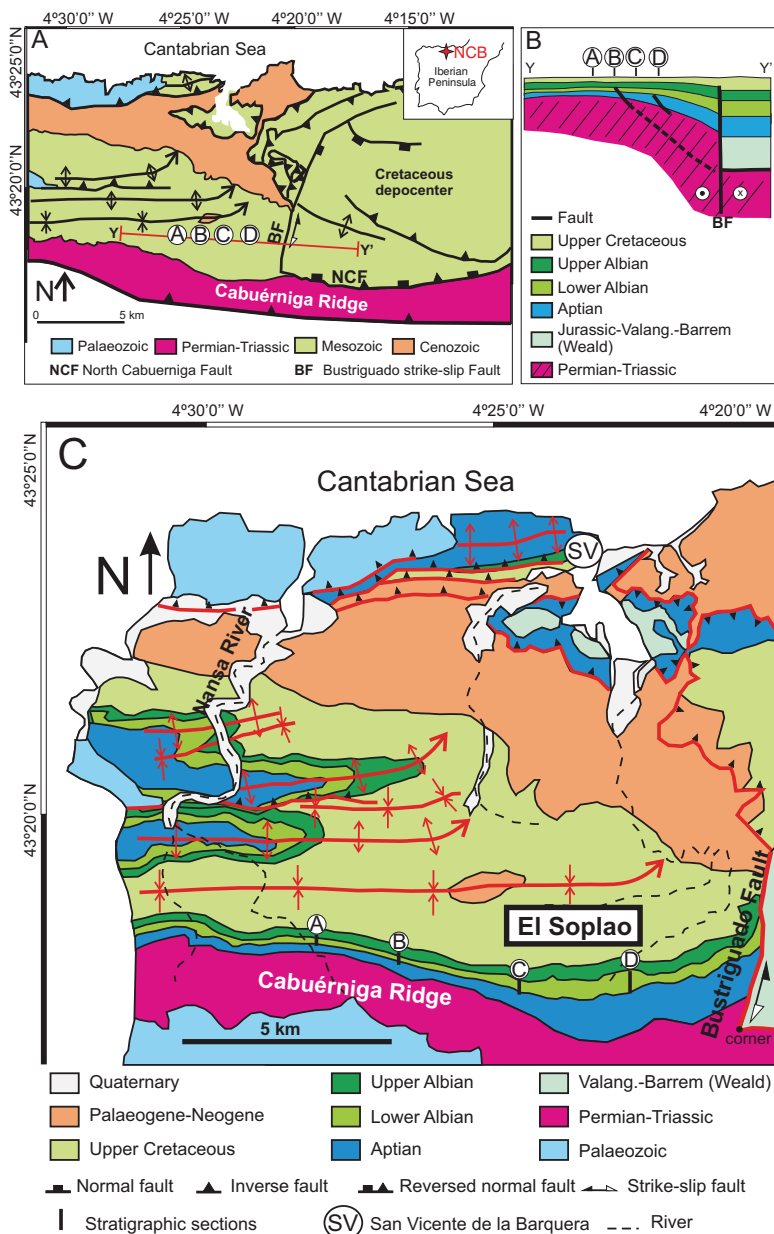 4°30'0" W 4°25'0" W 4°20'0" W 4°15'0" W
43°25'0"N
43°20'0"N
A
Cantabrian Sea
NCB
Iberian
Peninsula
Cretaceous
depocenter
BF
Y A B C D Y'
NCF
N
Cabuérniga Ridge
0 5 km
Palaeozoic Permian-Triassic Mesozoic Cenozoic
NCF North Cabuerniga Fault BF Bustriguado strike-slip Fault
B
Y A B C D Y'
x
BF
Fault
Upper Cretaceous
Upper Albian
Lower Albian
Aptian
Jurassic-Valang.-Barrem
(Weald)
Permian-Triassic
4°30'0" W 4°25'0" W 4°20'0" W
43°25'0"N
43°20'0"N
C
Cantabrian Sea
N
SV
Nansa River
El Soplao
A
B
C
D
Bustriguado Fault
Cabuérniga Ridge
5 km
corner
Quaternary Upper Albian Valang.-Barrem (Weald)
Palaeogene-Neogene Lower Albian Permian-Triassic
Upper Cretaceous Aptian Palaeozoic
Normal fault Inverse fault Reversed normal fault Strike-slip fault
Stratigraphic sections SV San Vicente de la Barquera River